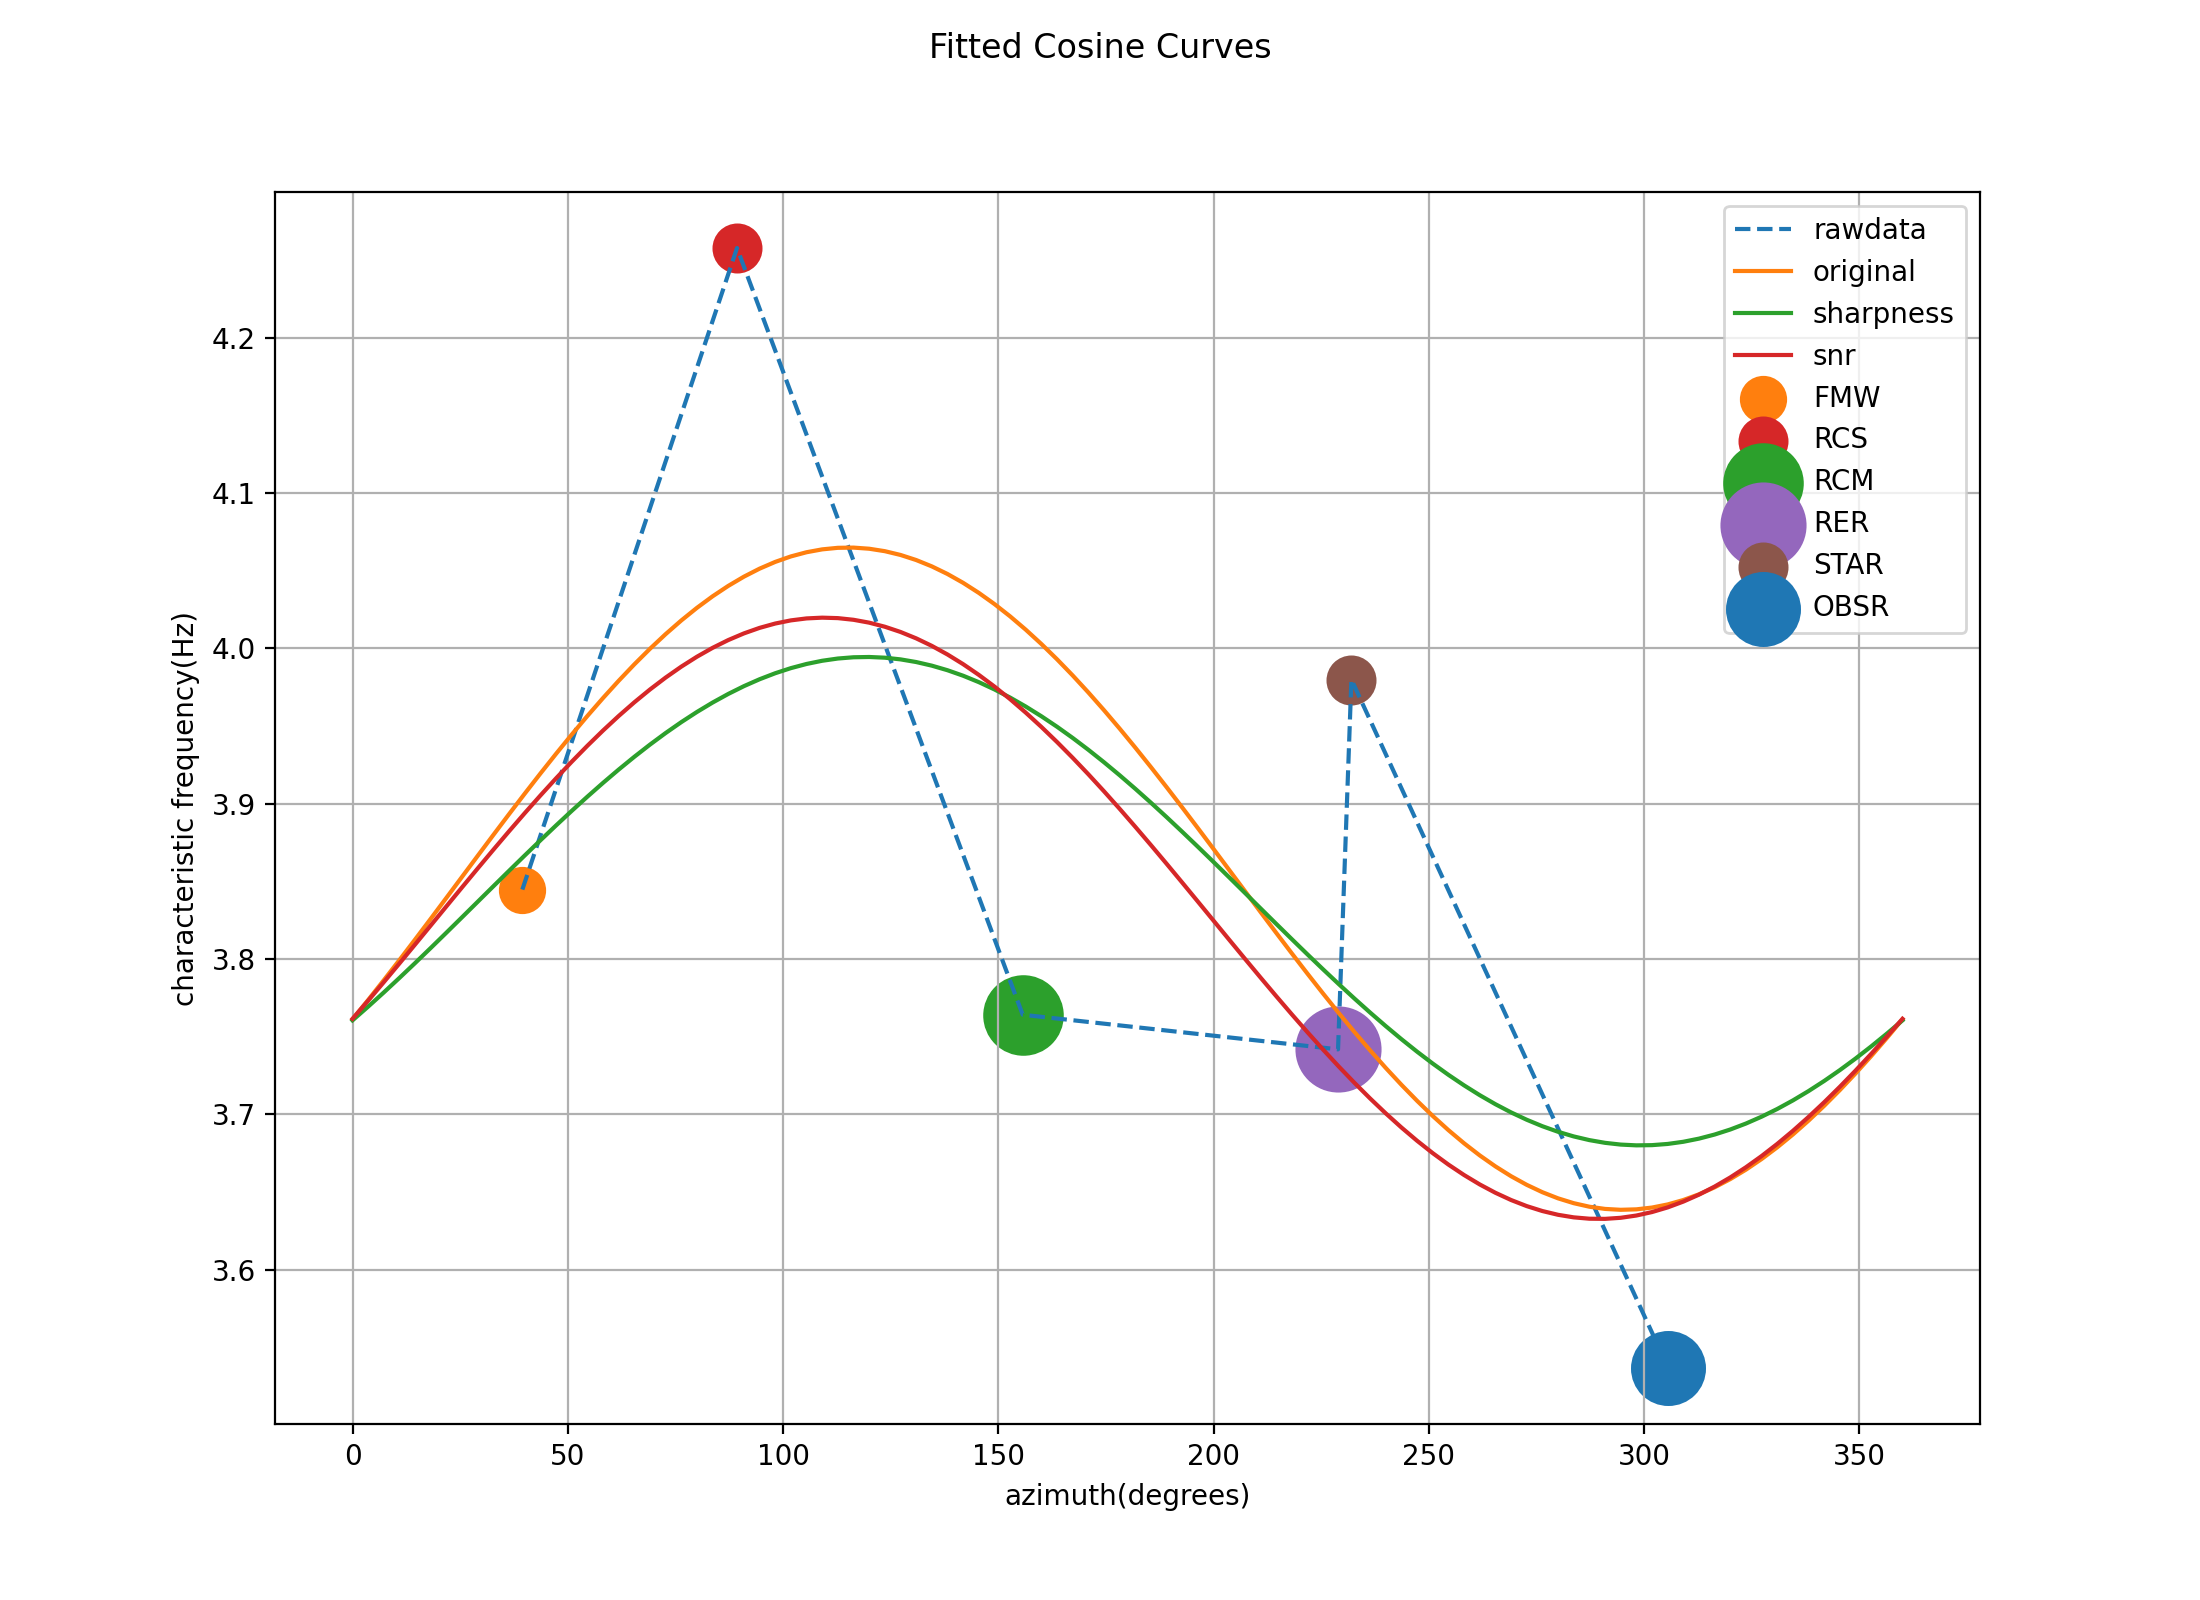 Fitted Cosine Curves
rawdata
original
sharpness
snr
FMW
RCS
RCM
RER
STAR
OBSR
characteristic frequency(Hz)
4.2
4.1
4.0
3.9
3.8
3.7
3.6
0 50 100 150 200 250 300 350
azimuth(degrees)